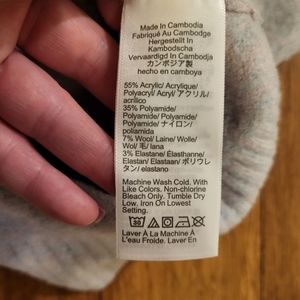 Made In Cambodia
Fabriqué Au Cambodge
Hergestellt In
Kambodscha
Vervaardigd In Cambodja
カンボジア製
hecho en camboya
55% Acrylic/ Acrylique/
Polyacryl/ Acryl/ アクリル/
acrílico
35% Polyamide/
Polyamid/ Polyamide/
Polyamide/ ナイロン/
poliamida
7% Wool/ Laine/ Wolle/
Wol/ 毛/ lana
3% Elastane/ Élasthanne/
Elastan/ Elastaan/ ポリウレ
タン/ elastano
Machine Wash Cold. With
Like Colors. Non-chlorine
Bleach Only. Tumble Dry
Low. Iron On Lowest
Setting.
30
Laver À La Machine À
L'eau Froide. Laver En